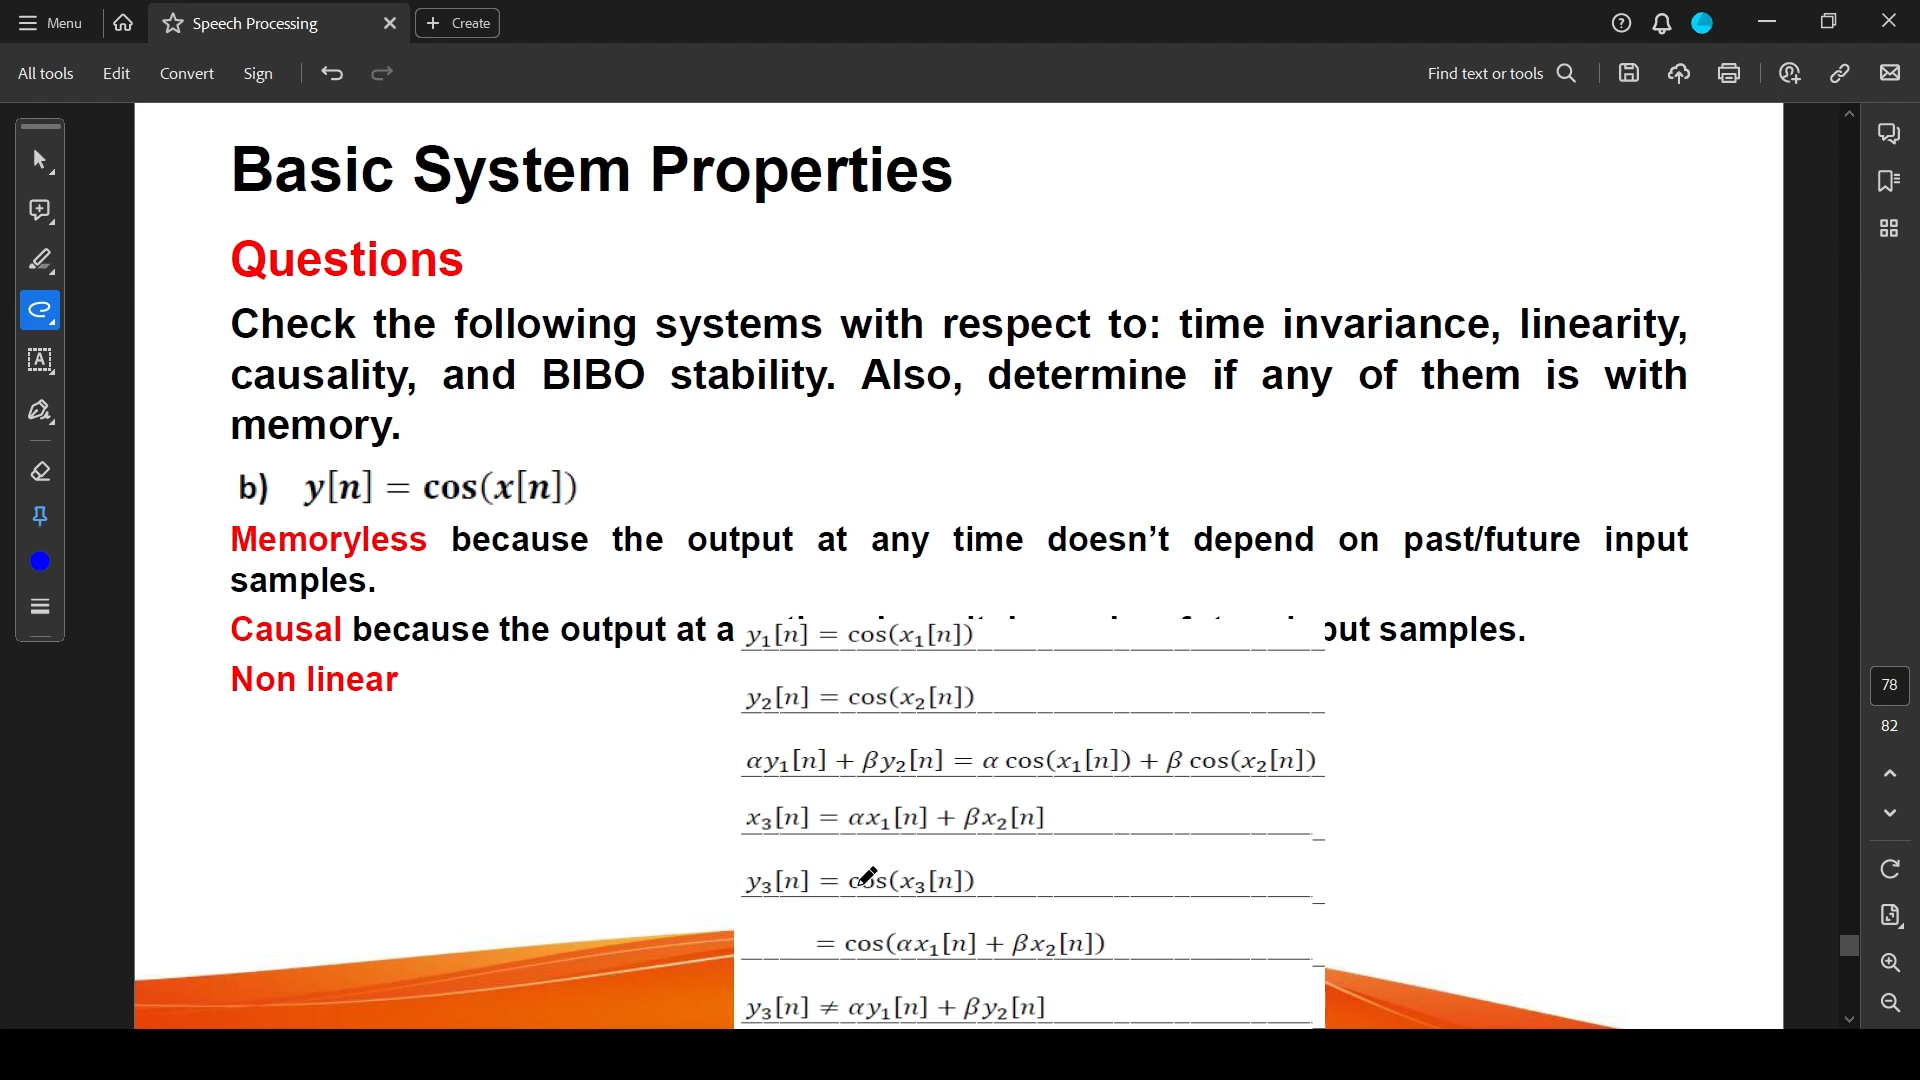 Menu
Speech Processing
Create
All tools
Edit
Convert
Sign
Find text or tools
Basic System Properties
Questions
Check the following systems with respect to: time invariance, linearity,
causality, and BIBO stability. Also, determine if any of them is with
memory.
b) y[n] = cos(x[n])
Memoryless because the output at any time doesn't depend on past/future input
samples.
Causal because the output at a put samples.
Non linear
y₁[n] = cos(x₁[n])
y₂[n] = cos(x₂[n])
αy₁[n] + βy₂[n] = α cos(x₁[n]) + β cos(x₂[n])
x₃[n] = αx₁[n] + βx₂[n]
y₃[n] = cos(x₃[n])
= cos(αx₁[n] + βx₂[n])
y₃[n] ≠ αy₁[n] + βy₂[n]
78
82